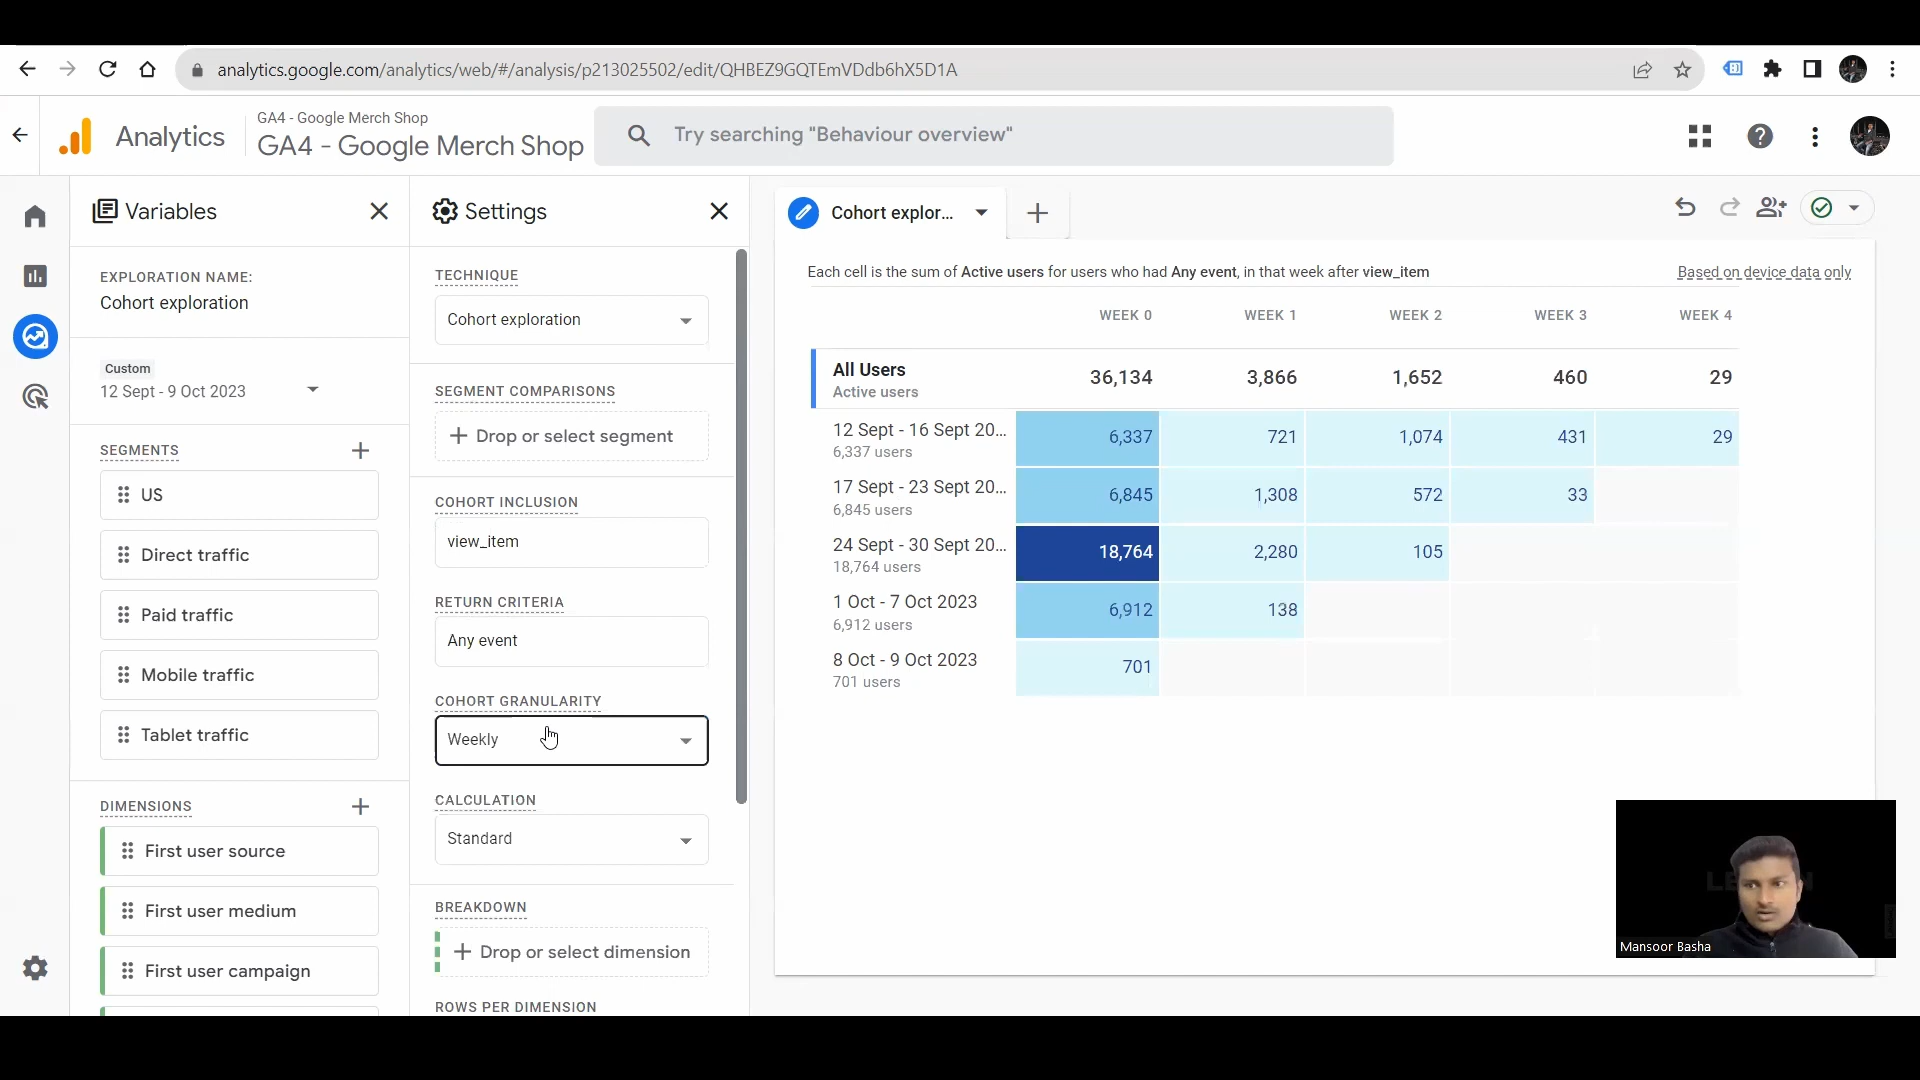 analytics.google.com/analytics/web/#/analysis/p213025502/edit/QHBEZ9GQTEmVDdb6hX5D1A
Analytics
GA4 - Google Merch Shop
GA4 - Google Merch Shop
Try searching "Behaviour overview"
Variables
EXPLORATION NAME:
Cohort exploration
Custom
12 Sept - 9 Oct 2023
SEGMENTS
US
Direct traffic
Paid traffic
Mobile traffic
Tablet traffic
DIMENSIONS
First user source
First user medium
First user campaign
Settings
TECHNIQUE
Cohort exploration
SEGMENT COMPARISONS
Drop or select segment
COHORT INCLUSION
view_item
RETURN CRITERIA
Any event
COHORT GRANULARITY
Weekly
CALCULATION
Standard
BREAKDOWN
Drop or select dimension
ROWS PER DIMENSION
Cohort explor...
Each cell is the sum of Active users for users who had Any event, in that week after view_item
Based on device data only
WEEK 0 WEEK 1 WEEK 2 WEEK 3 WEEK 4
All Users 36,134 3,866 1,652 460 29
Active users
12 Sept - 16 Sept 20... 6,337 721 1,074 431 29
6,337 users
17 Sept - 23 Sept 20... 6,845 1,308 572 33
6,845 users
24 Sept - 30 Sept 20... 18,764 2,280 105
18,764 users
1 Oct - 7 Oct 2023 6,912 138
6,912 users
8 Oct - 9 Oct 2023 701
701 users
Mansoor Basha